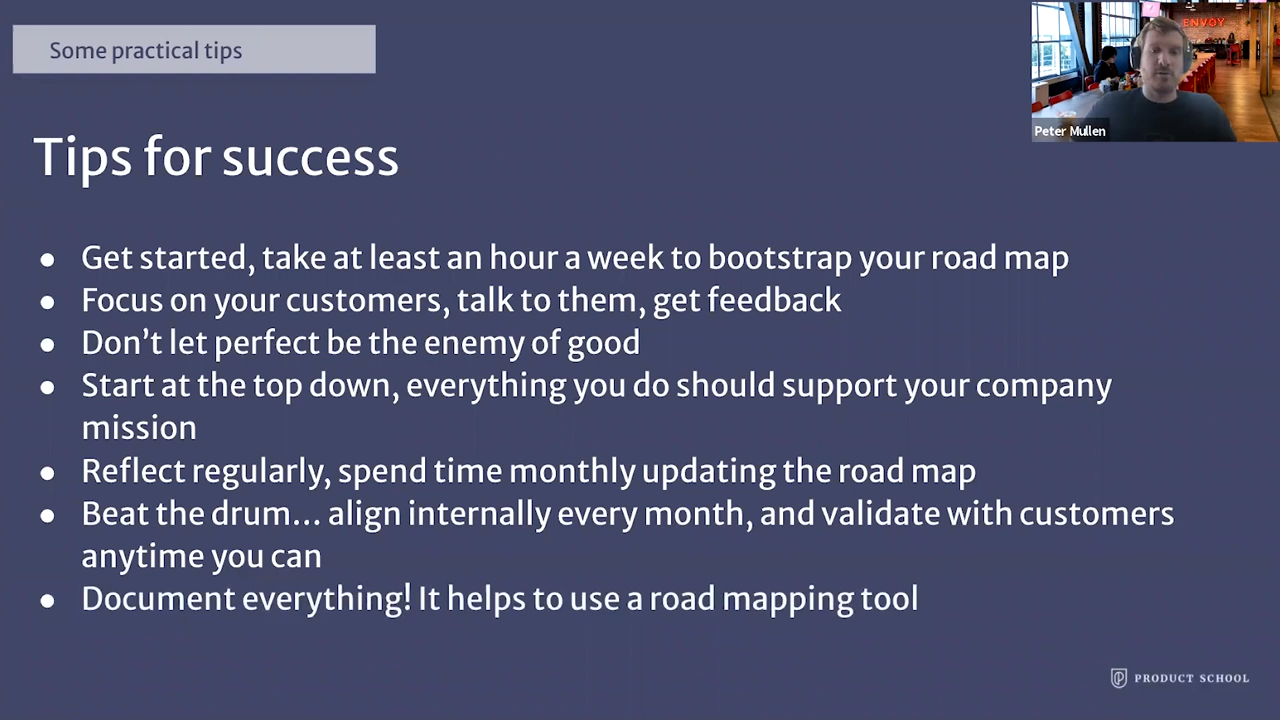 Some practical tips
ENVOY
Peter Mullen
Tips for success
● Get started, take at least an hour a week to bootstrap your road map
● Focus on your customers, talk to them, get feedback
● Don’t let perfect be the enemy of good
● Start at the top down, everything you do should support your company
mission
● Reflect regularly, spend time monthly updating the road map
● Beat the drum... align internally every month, and validate with customers
anytime you can
● Document everything! It helps to use a road mapping tool
PRODUCT SCHOOL